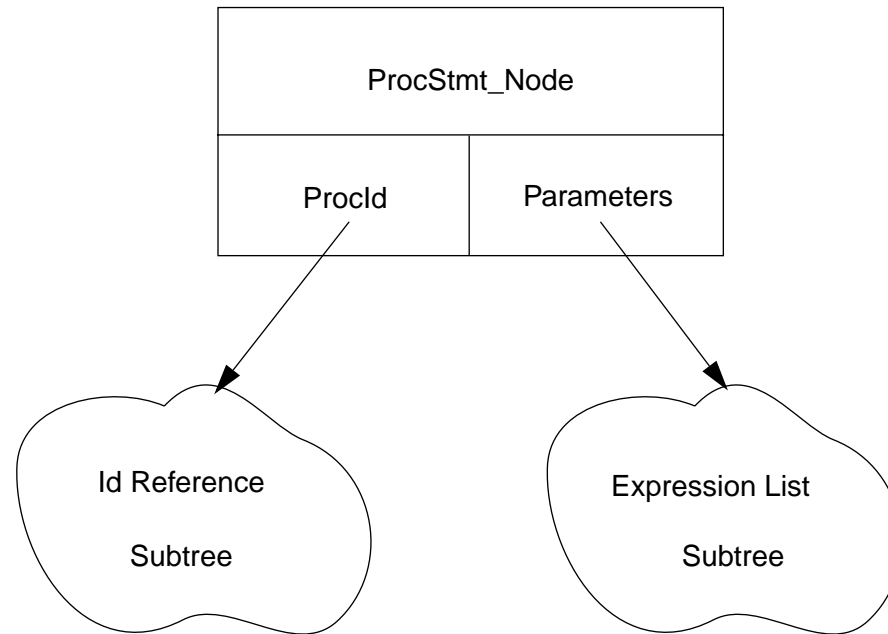 ProcStmt_Node
ProcId
Parameters
Id Reference
Subtree
Expression List
Subtree